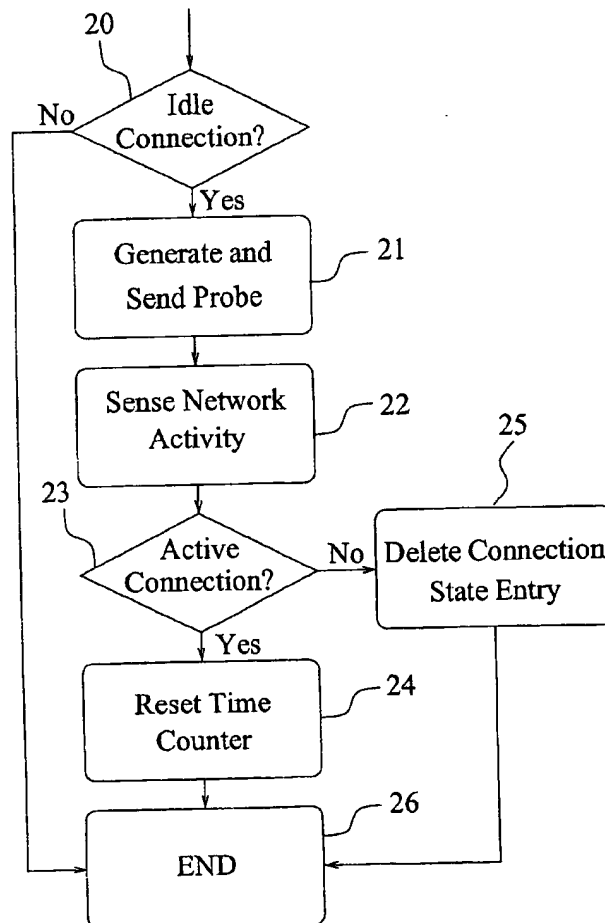 20
No
Idle
Connection?
Yes
Generate and
Send Probe
21
Sense Network
Activity
22
25
23
Active
Connection?
No
Delete Connection
State Entry
Yes
Reset Time
Counter
24
26
END